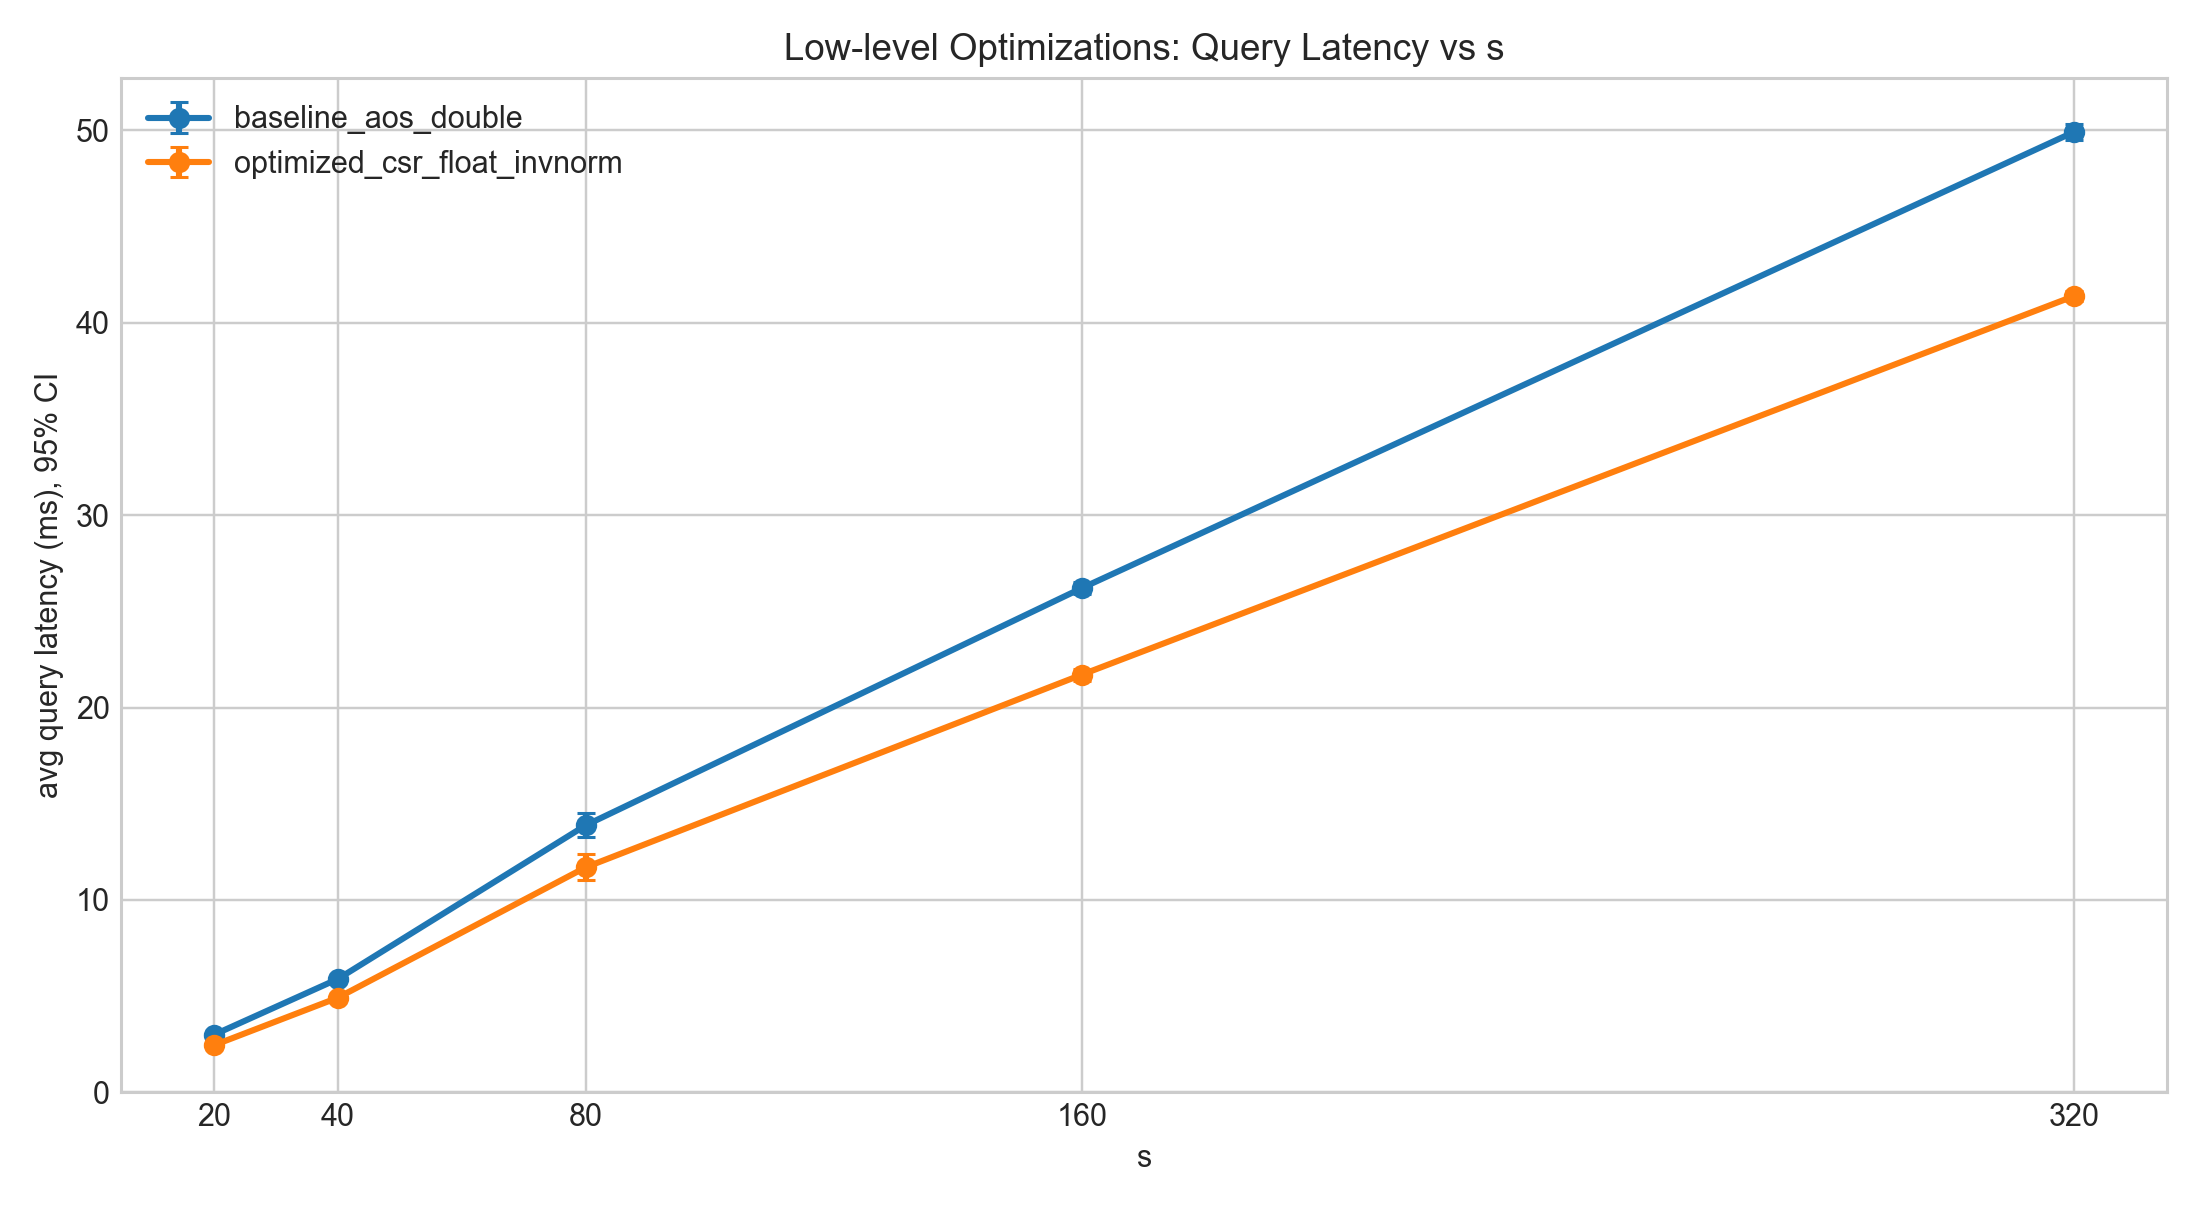 Low-level Optimizations: Query Latency vs s
baseline_aos_double
optimized_csr_float_invnorm
avg query latency (ms), 95% CI
50
40
30
20
10
0
20 40 80 160 320
s